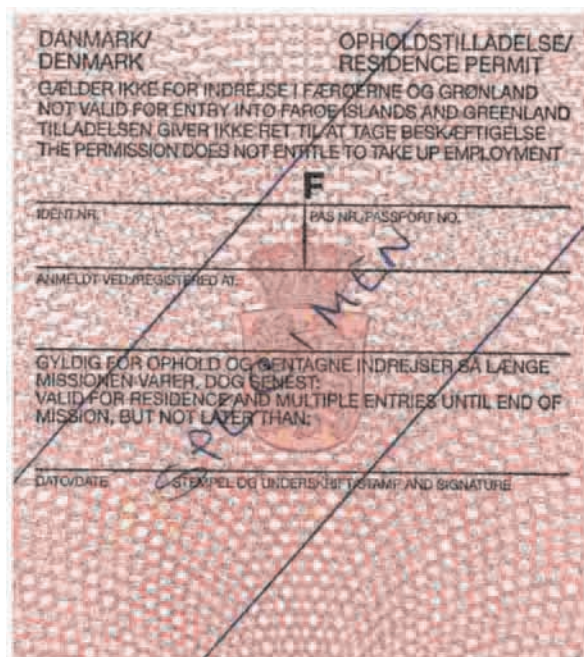 DANMARK/ OPHOLDSTILLADELSE/
DENMARK RESIDENCE PERMIT
GÆLDER IKKE FOR INDREJSE I FÆRØERNE OG GRØNLAND
NOT VALID FOR ENTRY INTO FAROE ISLANDS AND GREENLAND
TILLADELSEN GIVER IKKE RET TIL AT TAGE BESKÆFTIGELSE
THE PERMISSION DOES NOT ENTITLE TO TAKE UP EMPLOYMENT
F
IDENT.NR. PAS NR./PASSPORT NO.
ANMELDT VED:/REGISTERED AT:
SPECIMEN
GYLDIG FOR OPHOLD OG GENTAGNE INDREJSER SÅ LÆNGE
MISSIONEN VARER, DOG SENEST:
VALID FOR RESIDENCE AND MULTIPLE ENTRIES UNTIL END OF
MISSION, BUT NOT LATER THAN:
DATO/DATE STEMPEL OG UNDERSKRIFT/STAMP AND SIGNATURE